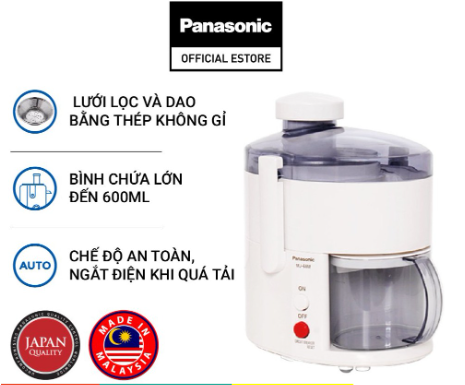 Panasonic
OFFICIAL ESTORE
LƯỚI LỌC VÀ DAO
BẰNG THÉP KHÔNG GỈ
BÌNH CHỨA LỚN
ĐẾN 600ML
AUTO
CHẾ ĐỘ AN TOÀN,
NGẮT ĐIỆN KHI QUÁ TẢI
Panasonic
ON
OFF
JAPAN
QUALITY
MADE IN
MALAYSIA